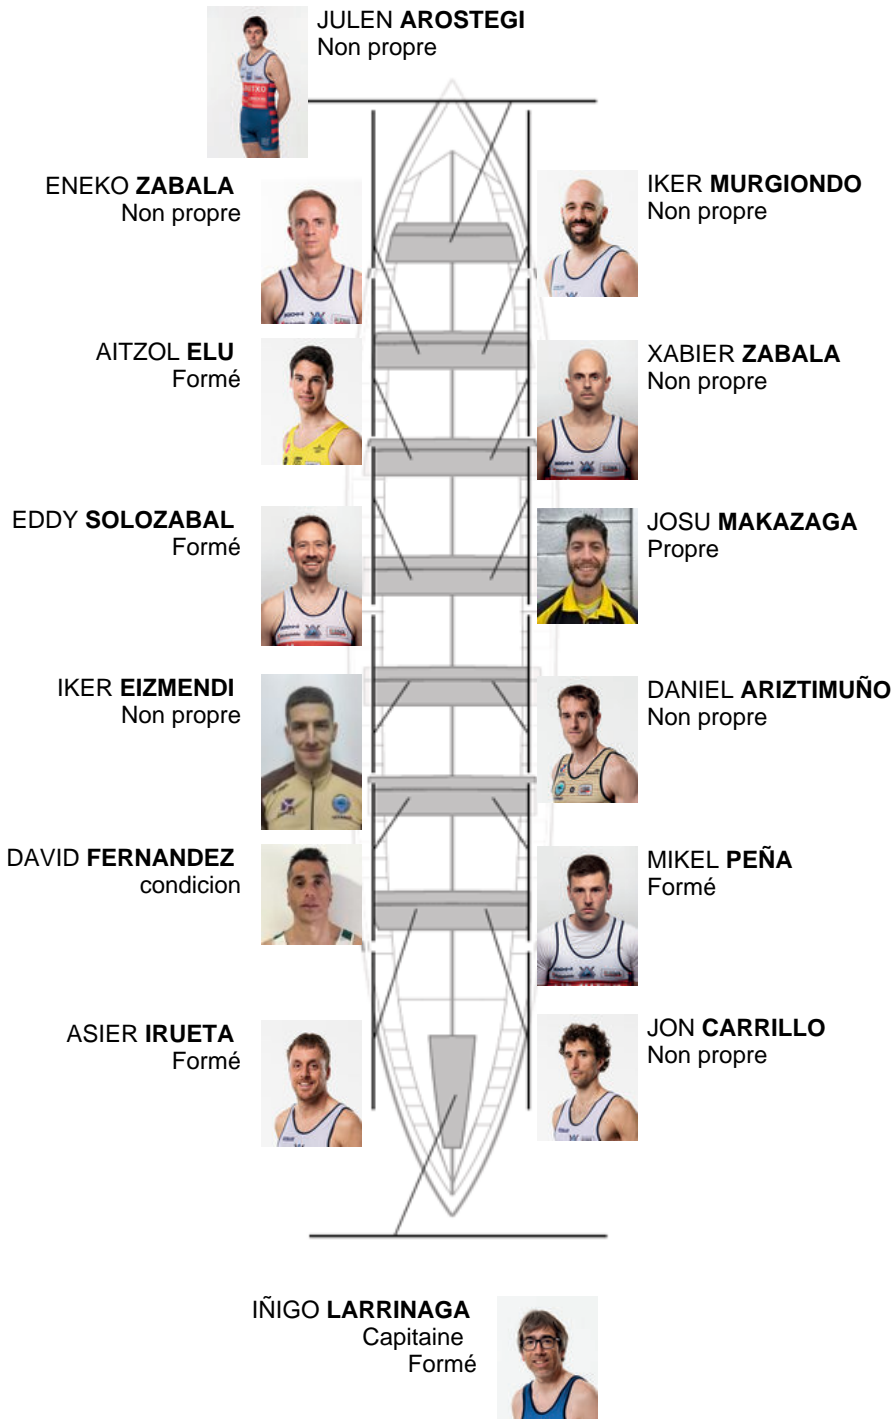 JULEN AROSTEGI
Non propre
ENEKO ZABALA
Non propre
IKER MURGIONDO
Non propre
AITZOL ELU
Formé
XABIER ZABALA
Non propre
EDDY SOLOZABAL
Formé
JOSU MAKAZAGA
Propre
IKER EIZMENDI
Non propre
DANIEL ARIZTIMUÑO
Non propre
DAVID FERNANDEZ
condicion
MIKEL PEÑA
Formé
ASIER IRUETA
Formé
JON CARRILLO
Non propre
IÑIGO LARRINAGA
Capitaine
Formé